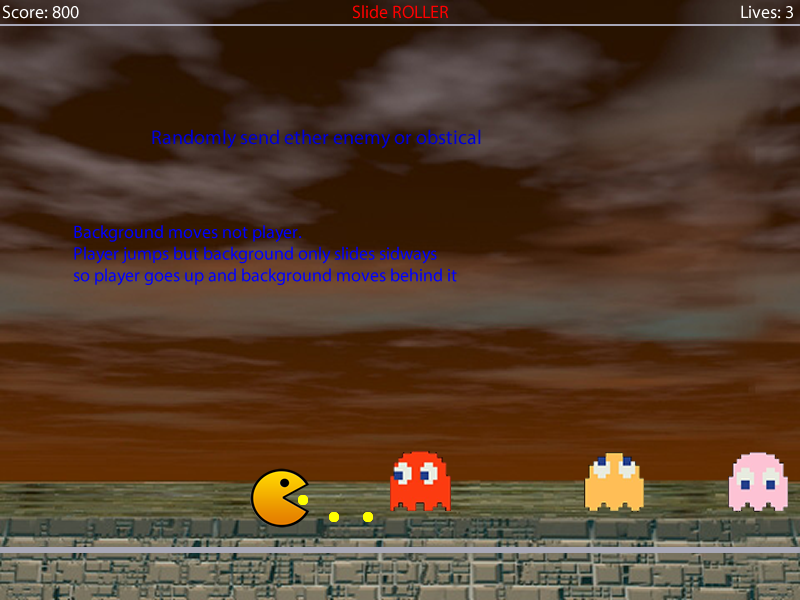 Score: 800
Slide ROLLER
Lives: 3
Randomly send ether enemy or obstical
Background moves not player.
Player jumps but background only slides sidways
so player goes up and background moves behind it